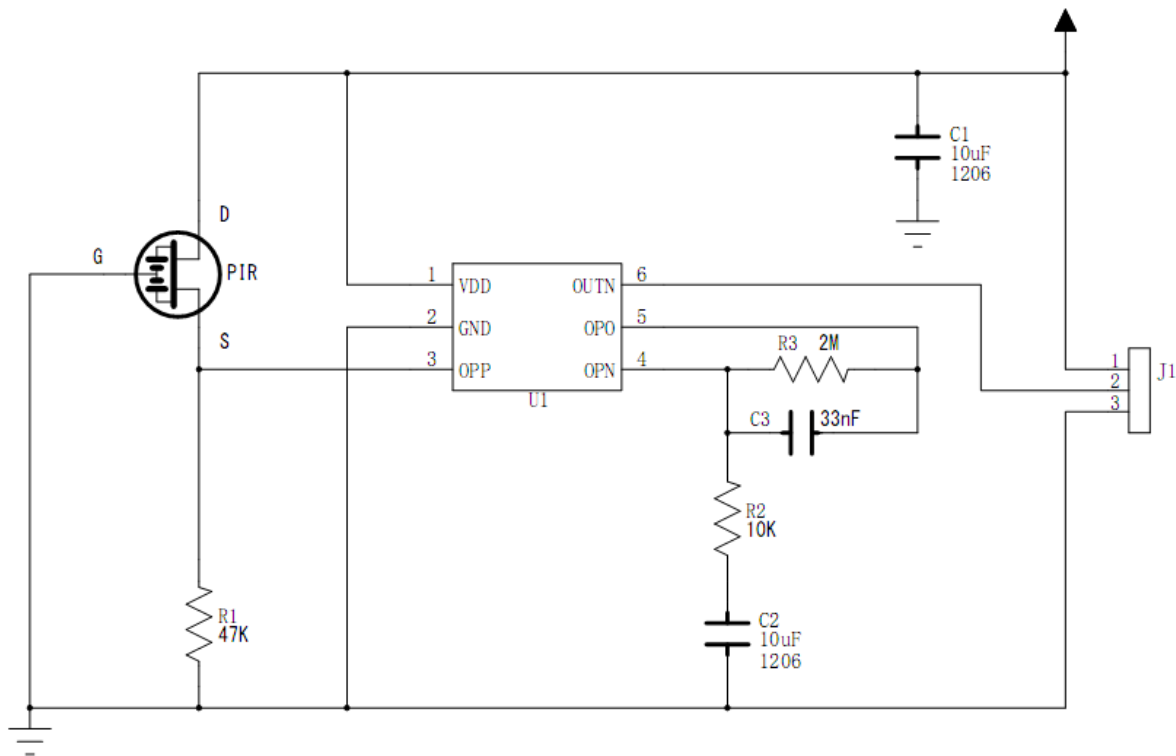 C1
10uF
1206
D
G
PIR
S
1 VDD OUTN 6
2 GND OPO 5
3 OPP OPN 4
U1
R3 2M
C3 33nF
1
2
3
J1
R2
10K
R1
47K
C2
10uF
1206